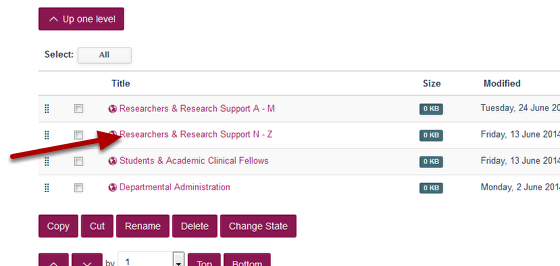 Up one level
Select: All
Title Size Modified
Researchers & Research Support A - M 0 KB Tuesday, 24 June 20
Researchers & Research Support N - Z 0 KB Friday, 13 June 2014
Students & Academic Clinical Fellows 0 KB Friday, 13 June 2014
Departmental Administration 0 KB Monday, 2 June 2014
Copy Cut Rename Delete Change State
by 1 Top Bottom